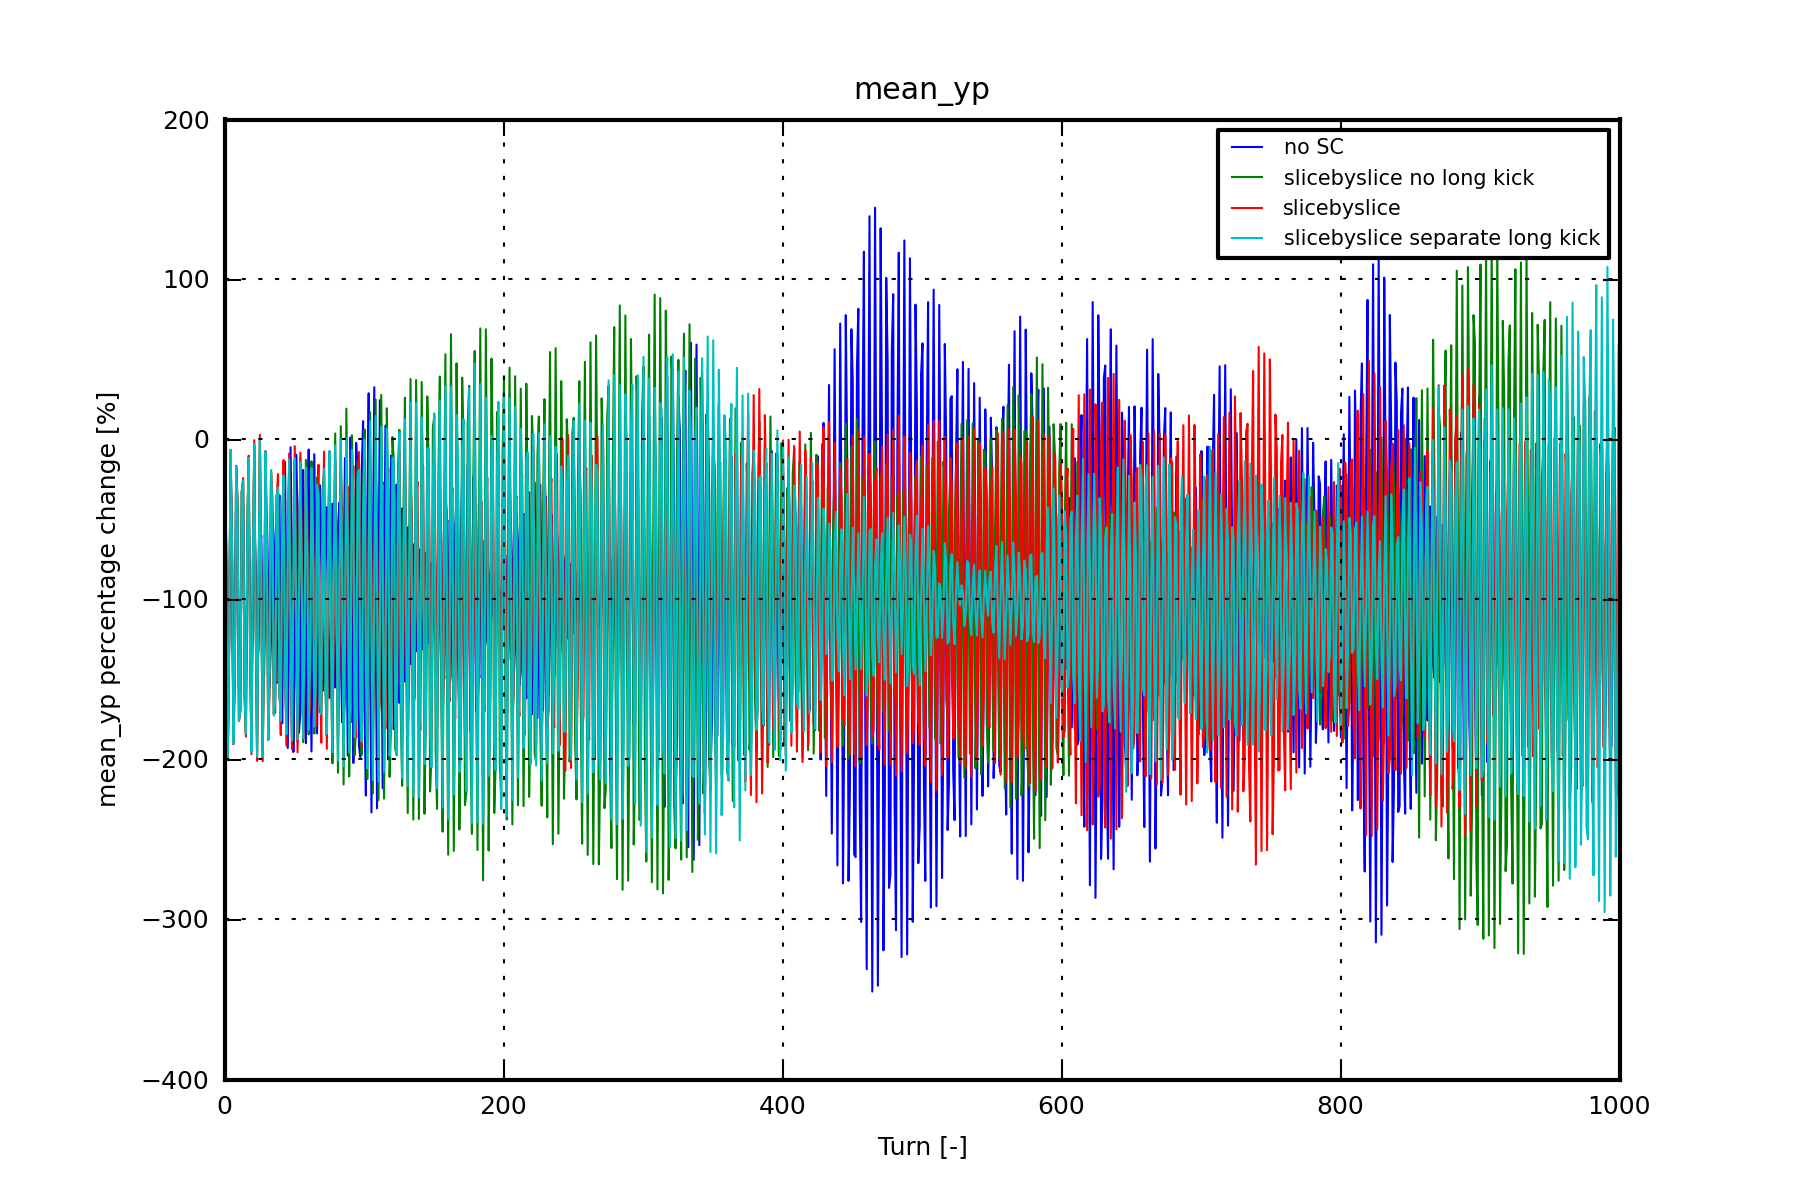 mean_yp
200
100
0
−100
−200
−300
−400
mean_yp percentage change [%]
no SC
slicebyslice no long kick
slicebyslice
slicebyslice separate long kick
0
200
400
600
800
1000
Turn [-]